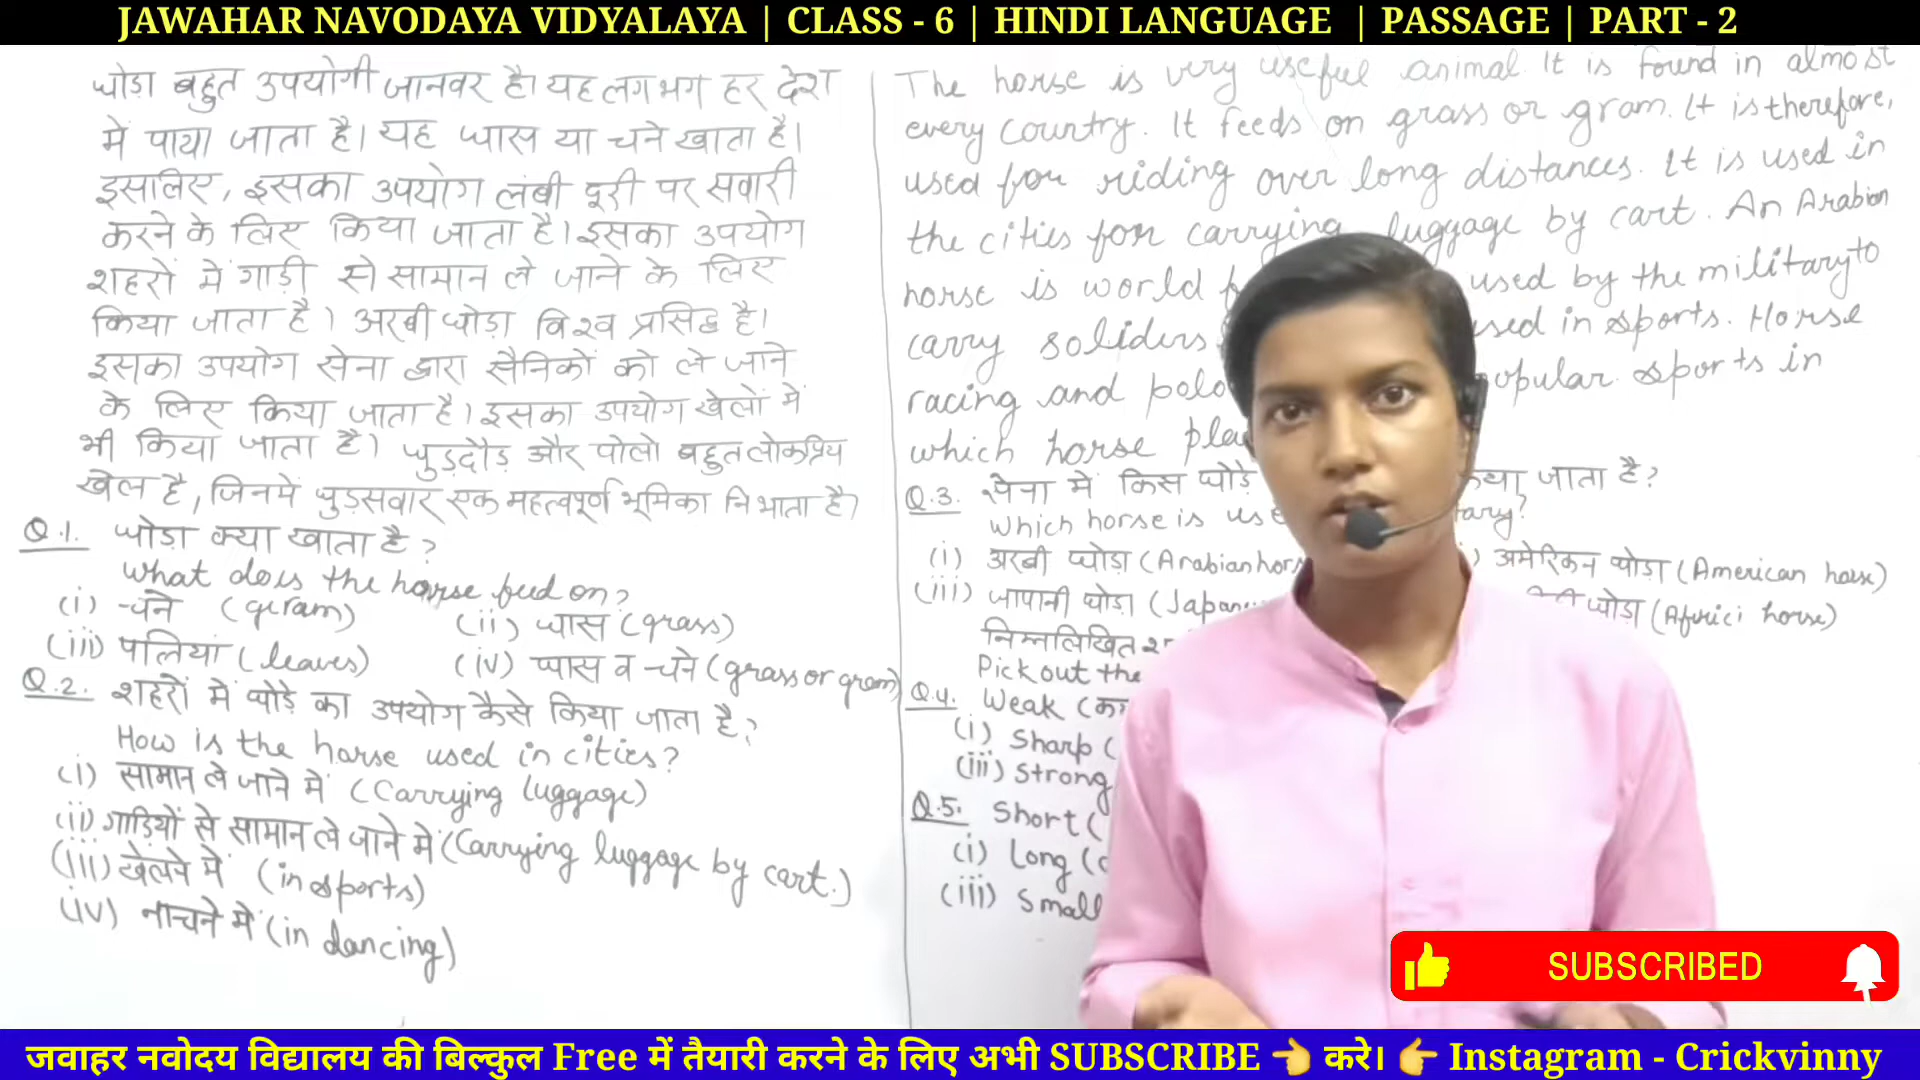 JAWAHAR NAVODAYA VIDYALAYA | CLASS - 6 | HINDI LANGUAGE | PASSAGE | PART - 2
घोड़ा बहुत उपयोगी जानवर है। यह लगभग हर देश
में पाया जाता है। यह घास या चने खाता है।
इसलिए, इसका उपयोग लंबी दूरी पर सवारी
करने के लिए किया जाता है। इसका उपयोग
शहरों में गाड़ी से सामान ले जाने के लिए
किया जाता है। अरबी घोड़ा विश्व प्रसिद्ध है।
इसका उपयोग सेना द्वारा सैनिकों को ले जाने
के लिए किया जाता है। इसका उपयोग खेलों में
भी किया जाता है। घुड़दौड़ और पोलो बहुत लोकप्रिय
खेल है, जिनमें घुड़सवार एक महत्वपूर्ण भूमिका निभाता है।
Q.1. घोड़ा क्या खाता है?
What does the horse feed on?
(i) चने (gram) (ii) घास (grass)
(iii) पत्तियां (leaves) (iv) घास व चने (grass or gram)
Q.2. शहरों में घोड़े का उपयोग कैसे किया जाता है?
How is the horse used in cities?
(i) सामान ले जाने में (Carrying luggage)
(ii) गाड़ियों से सामान ले जाने में (Carrying luggage by cart.)
(iii) खेलने में (in sports)
(iv) नाचने में (in dancing)
The horse is very useful animal. It is found in almost
every country. It feeds on grass or gram. It is therefore,
used for riding over long distances. It is used in
the cities for carrying luggage by cart. An Arabian
horse is world used by the military to
carry soliders used in sports. Horse
racing and polo popular sports in
which horse
Q.3. सेना में किस घोड़े किया जाता है?
Which horse is
(i) अरबी घोड़ा (Arabian अमेरिकन घोड़ा (American horse)
(iii) जापानी घोड़ा घोड़ा (Africi horse)
निम्नलिखित
Pick out the
Q.4. Weak
(i) Sharp
(iii) Strong
Q.5. Short
(i) Long
(iii) Small
SUBSCRIBED
जवाहर नवोदय विद्यालय की बिल्कुल Free में तैयारी करने के लिए अभी SUBSCRIBE 👈 करे। 👉 Instagram - Crickvinny